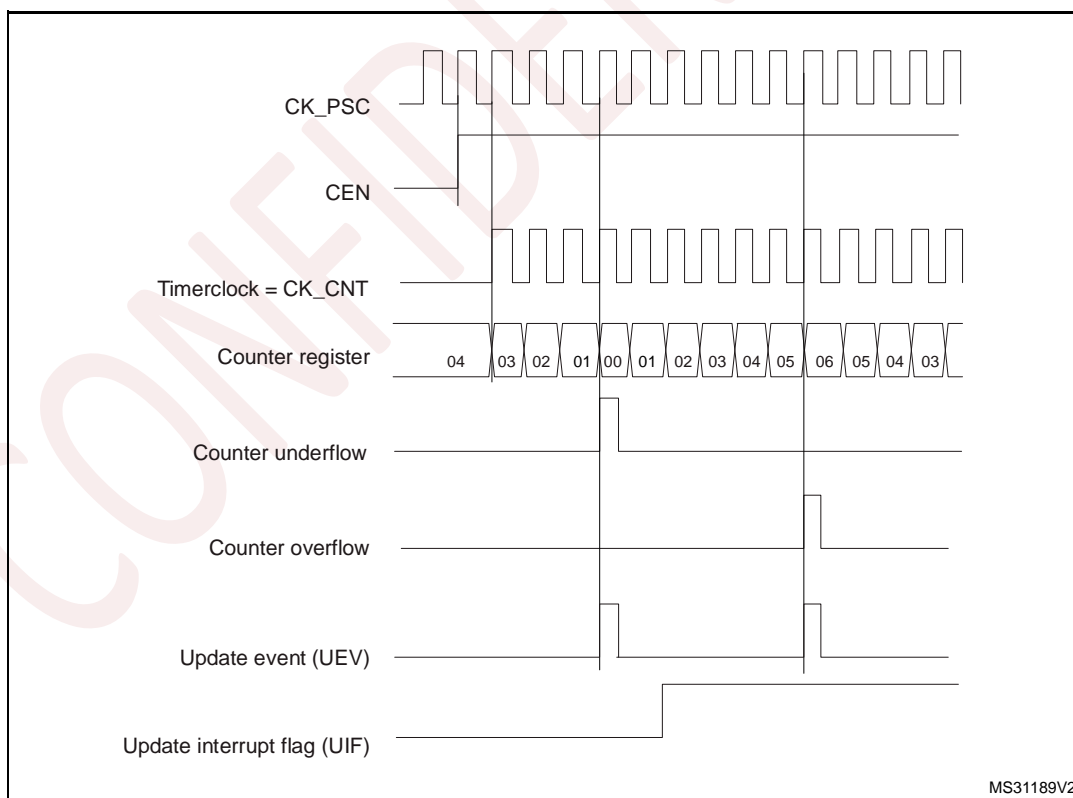 CONFIDEN
CK_PSC
CEN
Timerclock = CK_CNT
Counter register
04 03 02 01 00 01 02 03 04 05 06 05 04 03
Counter underflow
Counter overflow
Update event (UEV)
Update interrupt flag (UIF)
MS31189V2